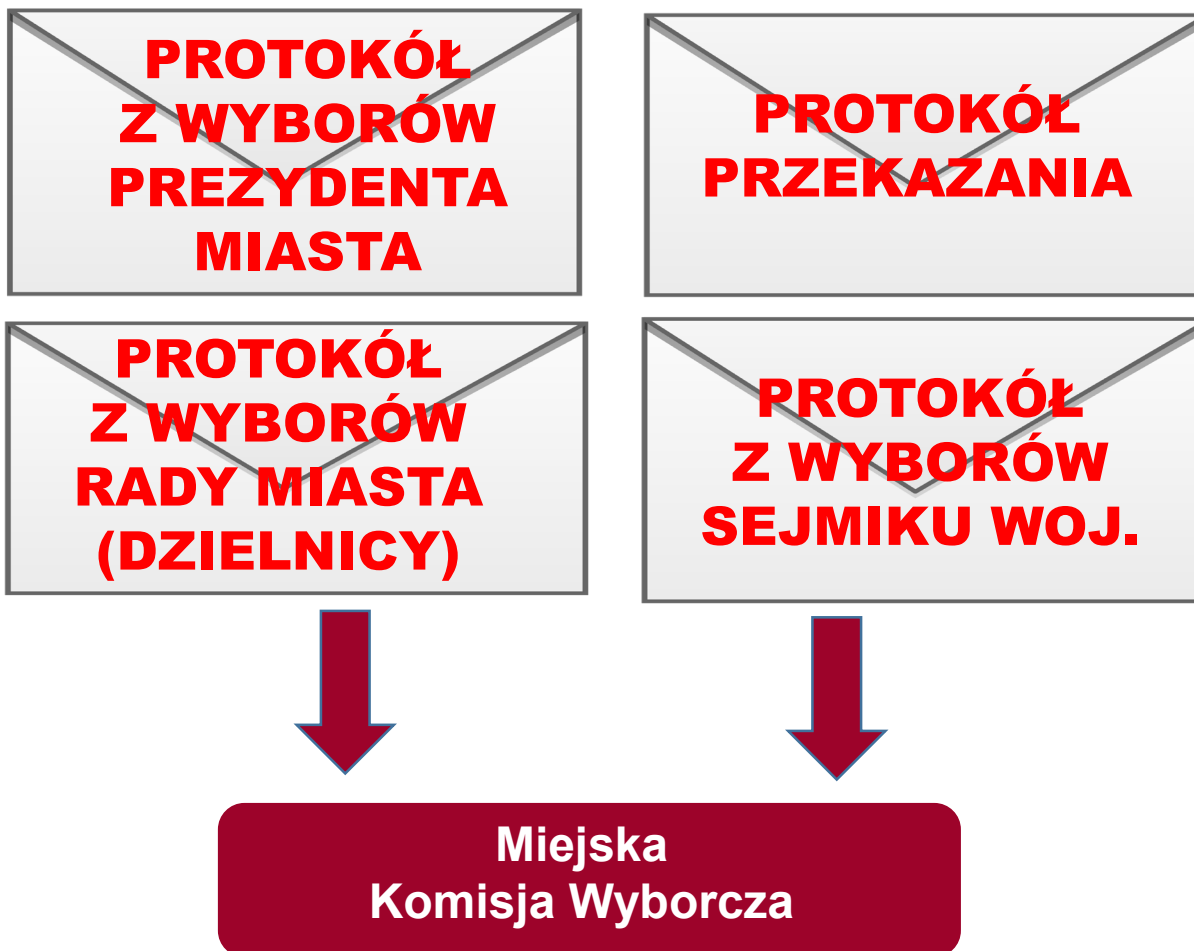 PROTOKÓŁ
Z WYBORÓW
PREZYDENTA
MIASTA
PROTOKÓŁ
PRZEKAZANIA
PROTOKÓŁ
Z WYBORÓW
RADY MIASTA
(DZIELNICY)
PROTOKÓŁ
Z WYBORÓW
SEJMIKU WOJ.
Miejska
Komisja Wyborcza